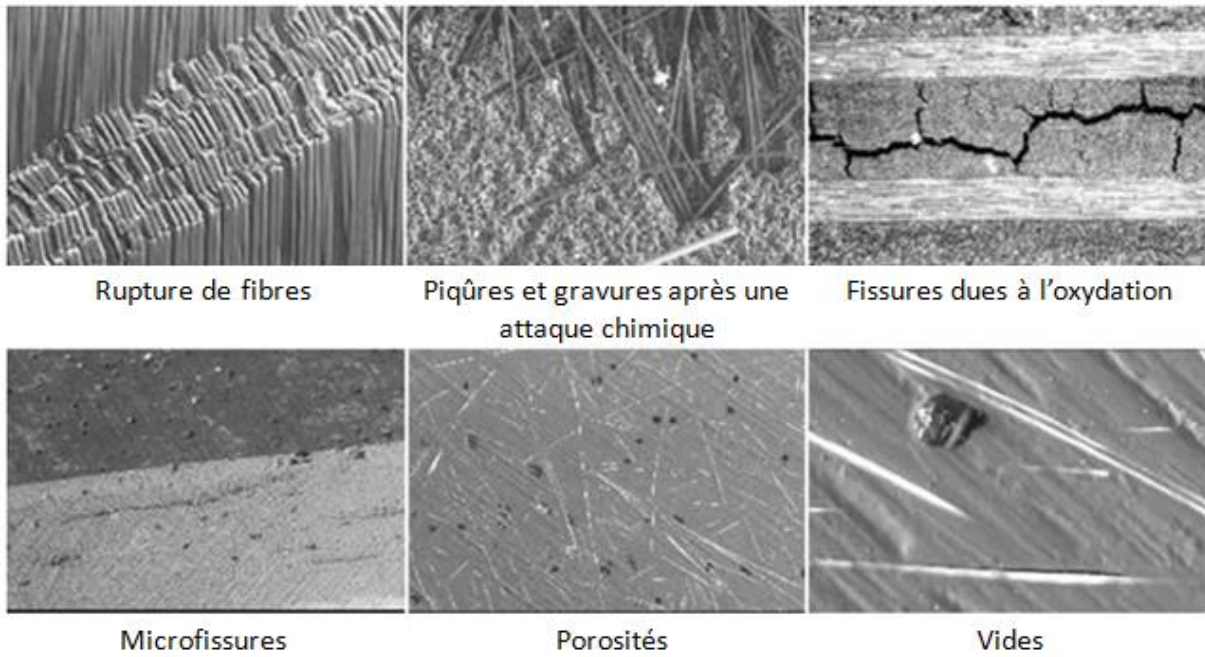 Rupture de fibres
Piqûres et gravures après une
attaque chimique
Fissures dues à l’oxydation
Microfissures
Porosités
Vides